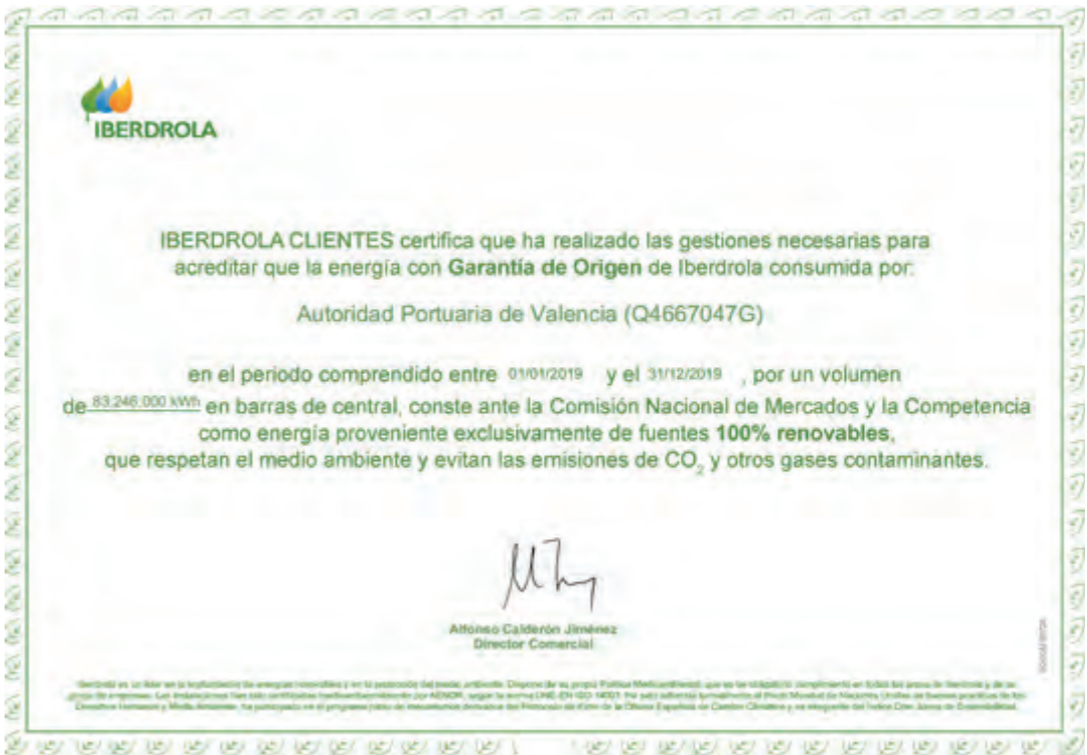 IBERDROLA
IBERDROLA CLIENTES certifica que ha realizado las gestiones necesarias para
acreditar que la energía con Garantía de Origen de Iberdrola consumida por:
Autoridad Portuaria de Valencia (Q4667047G)
en el periodo comprendido entre 01/01/2019 y el 31/12/2019 , por un volumen
de 83.246.000 kWh en barras de central, conste ante la Comisión Nacional de Mercados y la Competencia
como energía proveniente exclusivamente de fuentes 100% renovables,
que respetan el medio ambiente y evitan las emisiones de CO₂ y otros gases contaminantes.
Alfonso Calderón Jiménez
Director Comercial